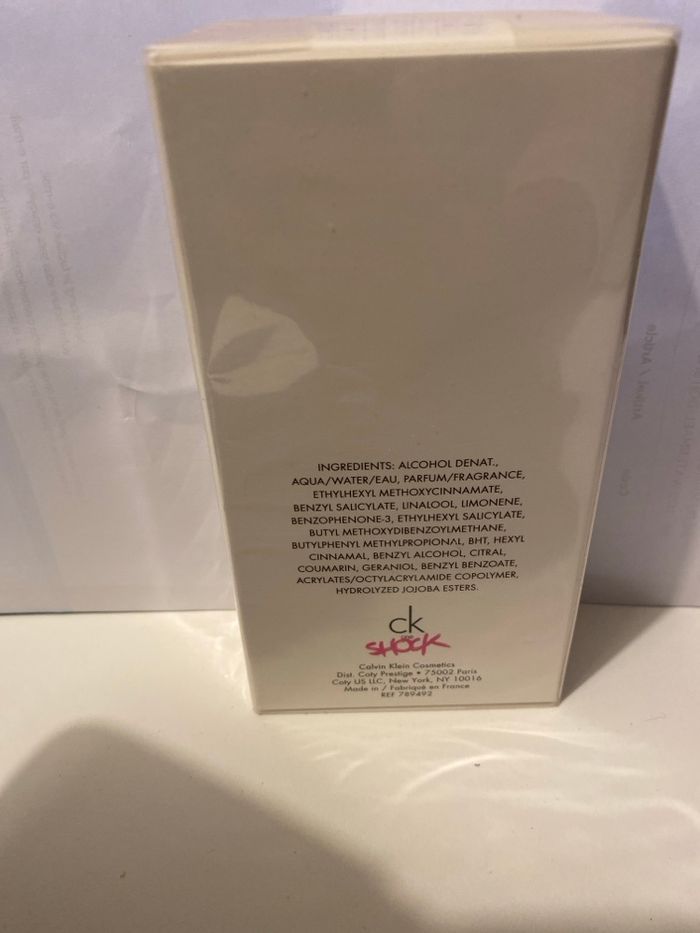 INGREDIENTS: ALCOHOL DENAT.,
AQUA/WATER/EAU, PARFUM/FRAGRANCE,
ETHYLHEXYL METHOXYCINNAMATE,
BENZYL SALICYLATE, LINALOOL, LIMONENE,
BENZOPHENONE-3, ETHYLHEXYL SALICYLATE,
BUTYL METHOXYDIBENZOYLMETHANE,
BUTYLPHENYL METHYLPROPIONAL, BHT, HEXYL
CINNAMAL, BENZYL ALCOHOL, CITRAL,
COUMARIN, GERANIOL, BENZYL BENZOATE,
ACRYLATES/OCTYLACRYLAMIDE COPOLYMER,
HYDROLYZED JOJOBA ESTERS.
ck
one
SHOCK
Calvin Klein Cosmetics
Dist. Coty Prestige • 75002 Paris
Coty US LLC, New York, NY 10016
Made in / Fabriqué en France
REF 789492
Artikel / Article